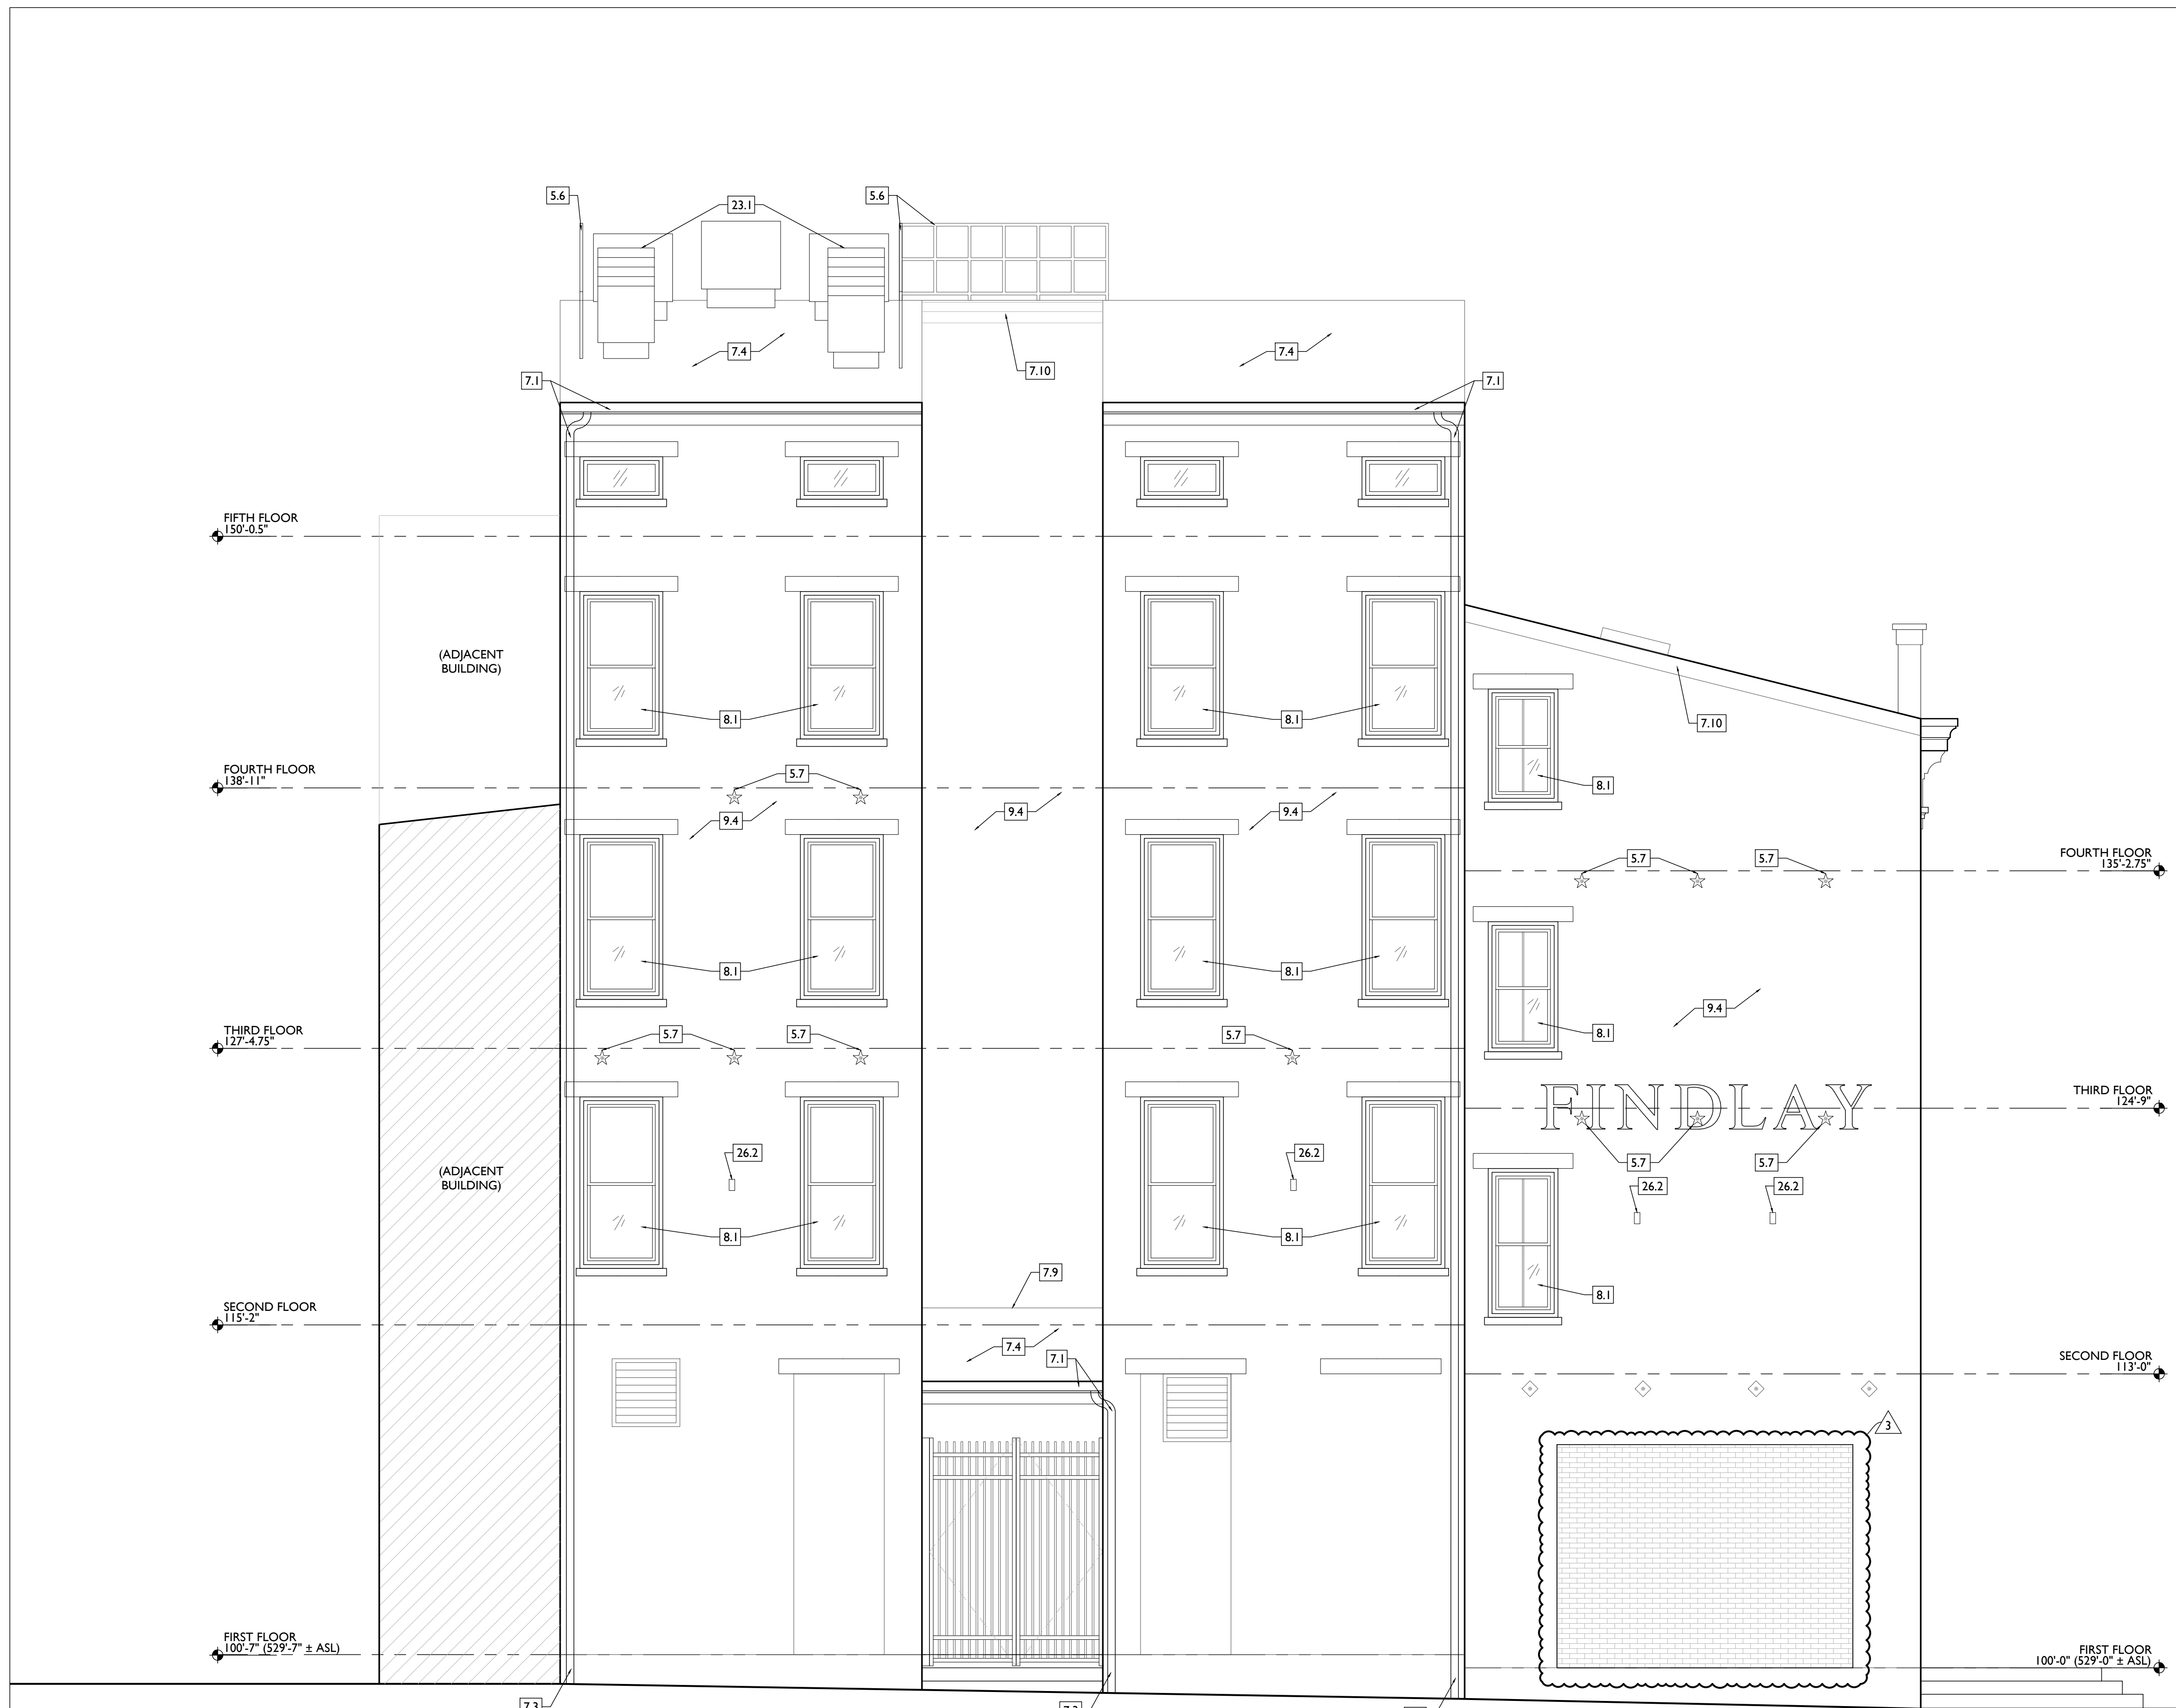 5.6
23.1
5.6
7.4
7.10
7.4
7.1
7.1
FIFTH FLOOR
150'-0.5"
(ADJACENT
BUILDING)
8.1
8.1
7.10
FOURTH FLOOR
138'-11"
5.7
8.1
9.4
9.4
9.4
5.7
5.7
FOURTH FLOOR
135'-2.75"
8.1
8.1
9.4
THIRD FLOOR
127'-4.75"
5.7
5.7
5.7
8.1
FINDLAY
THIRD FLOOR
124'-9"
(ADJACENT
BUILDING)
26.2
26.2
5.7
5.7
26.2
26.2
8.1
8.1
7.9
8.1
SECOND FLOOR
115'-2"
7.4
7.1
SECOND FLOOR
113'-0"
3
FIRST FLOOR
100'-7" (529'-7" ± ASL)
FIRST FLOOR
100'-0" (529'-0" ± ASL)
7.3